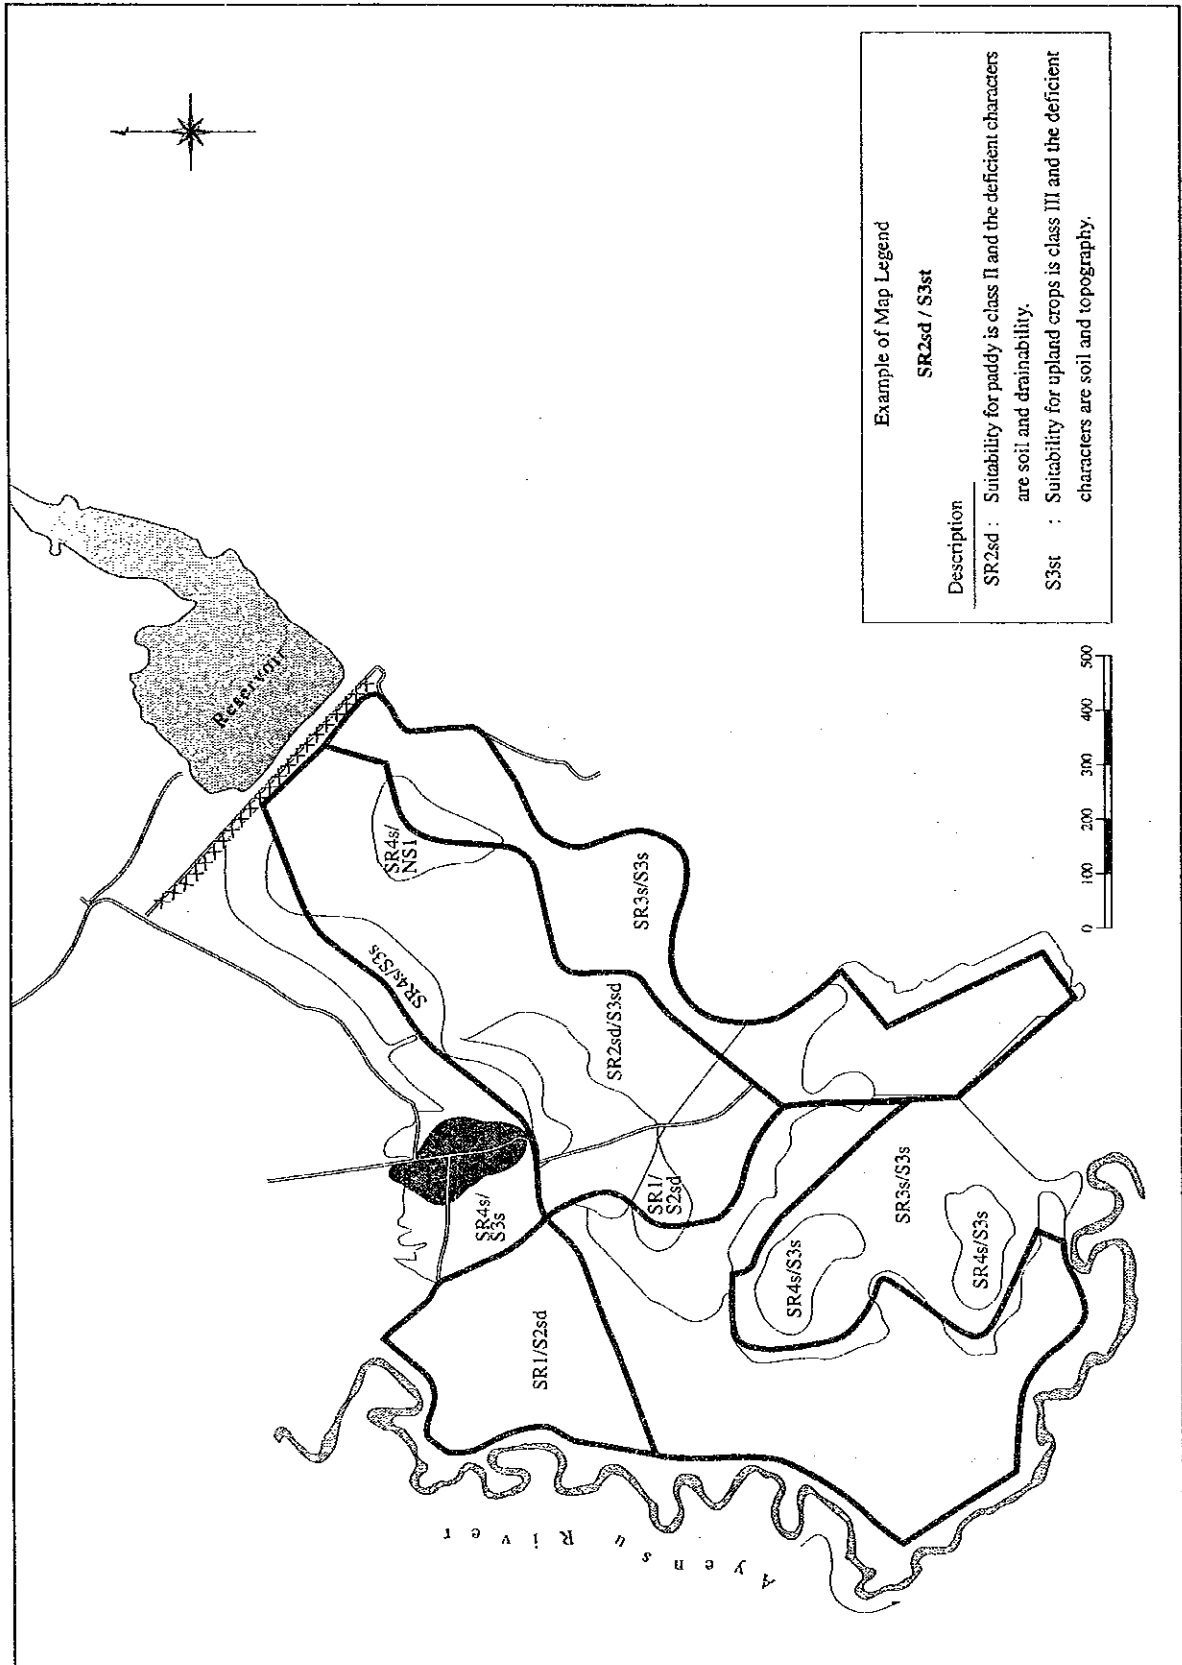 Reservoir
SR4s/
NS1
SR4s/S3s
SR3s/S3s
SR2sd/S3sd
SR4s/
S3s
SR1/
S2sd
SR1/S2sd
SR4s/S3s
SR3s/S3s
SR4s/S3s
Ayensu River
0 100 200 300 400 500
Example of Map Legend
SR2sd / S3st
Description
SR2sd : Suitability for paddy is class II and the deficient characters
are soil and drainability.
S3st : Suitability for upland crops is class III and the deficient
characters are soil and topography.